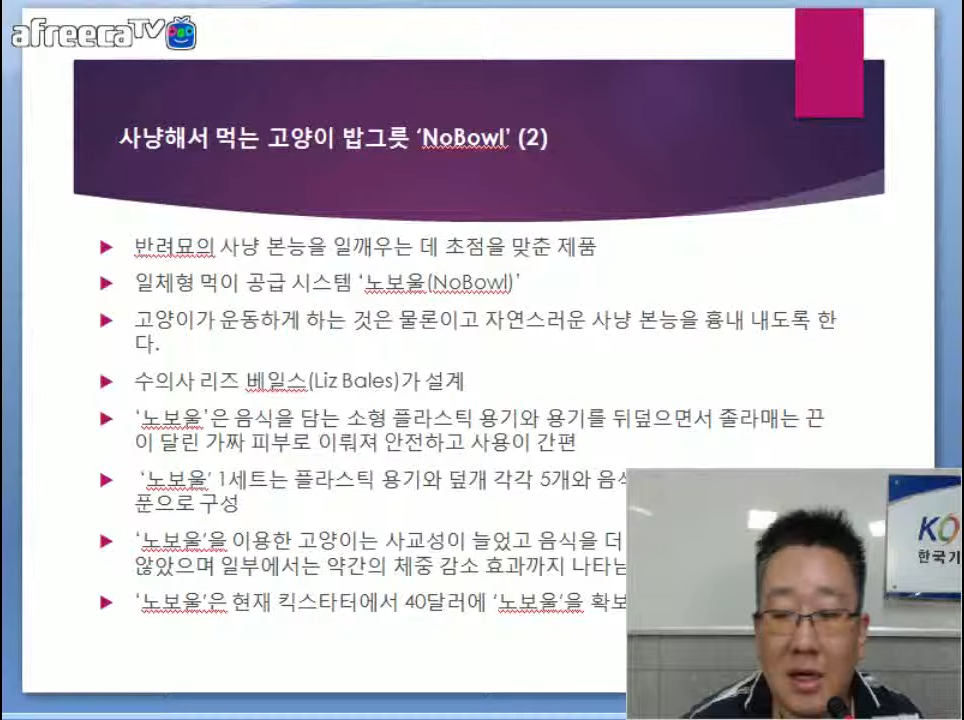 afreecaTV
사냥해서 먹는 고양이 밥그릇 ‘NoBowl’ (2)
반려묘의 사냥 본능을 일깨우는 데 초점을 맞춘 제품
일체형 먹이 공급 시스템 ‘노보울(NoBowl)’
고양이가 운동하게 하는 것은 물론이고 자연스러운 사냥 본능을 흉내 내도록 한
다.
수의사 리즈 베일스(Liz Bales)가 설계
‘노보울’은 음식을 담는 소형 플라스틱 용기와 용기를 뒤덮으면서 졸라매는 끈
이 달린 가짜 피부로 이뤄져 안전하고 사용이 간편
‘노보울’ 1세트는 플라스틱 용기와 덮개 각각 5개와 음식
푼으로 구성
‘노보울’을 이용한 고양이는 사교성이 늘었고 음식을 더
않았으며 일부에서는 약간의 체중 감소 효과까지 나타남
‘노보울’은 현재 킥스타터에서 40달러에 ‘노보울’을 확보
KO
한국기